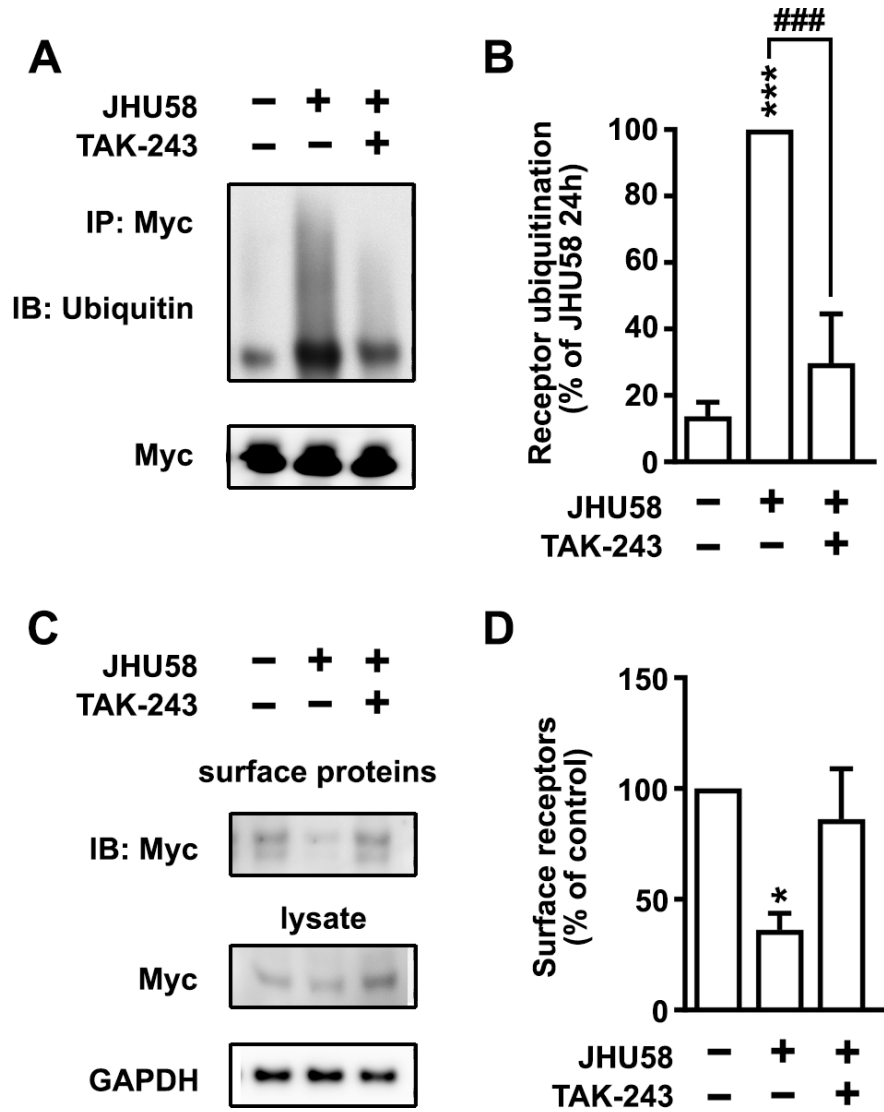 A
JHU58 – + +
TAK-243 – – +
IP: Myc
IB: Ubiquitin
Myc
B
###
***
Receptor ubiquitination
(% of JHU58 24h)
100
80
60
40
20
0
JHU58 – + +
TAK-243 – – +
C
JHU58 – + +
TAK-243 – – +
surface proteins
IB: Myc
lysate
Myc
GAPDH
D
Surface receptors
(% of control)
150
100
50
0
*
JHU58 – + +
TAK-243 – – +